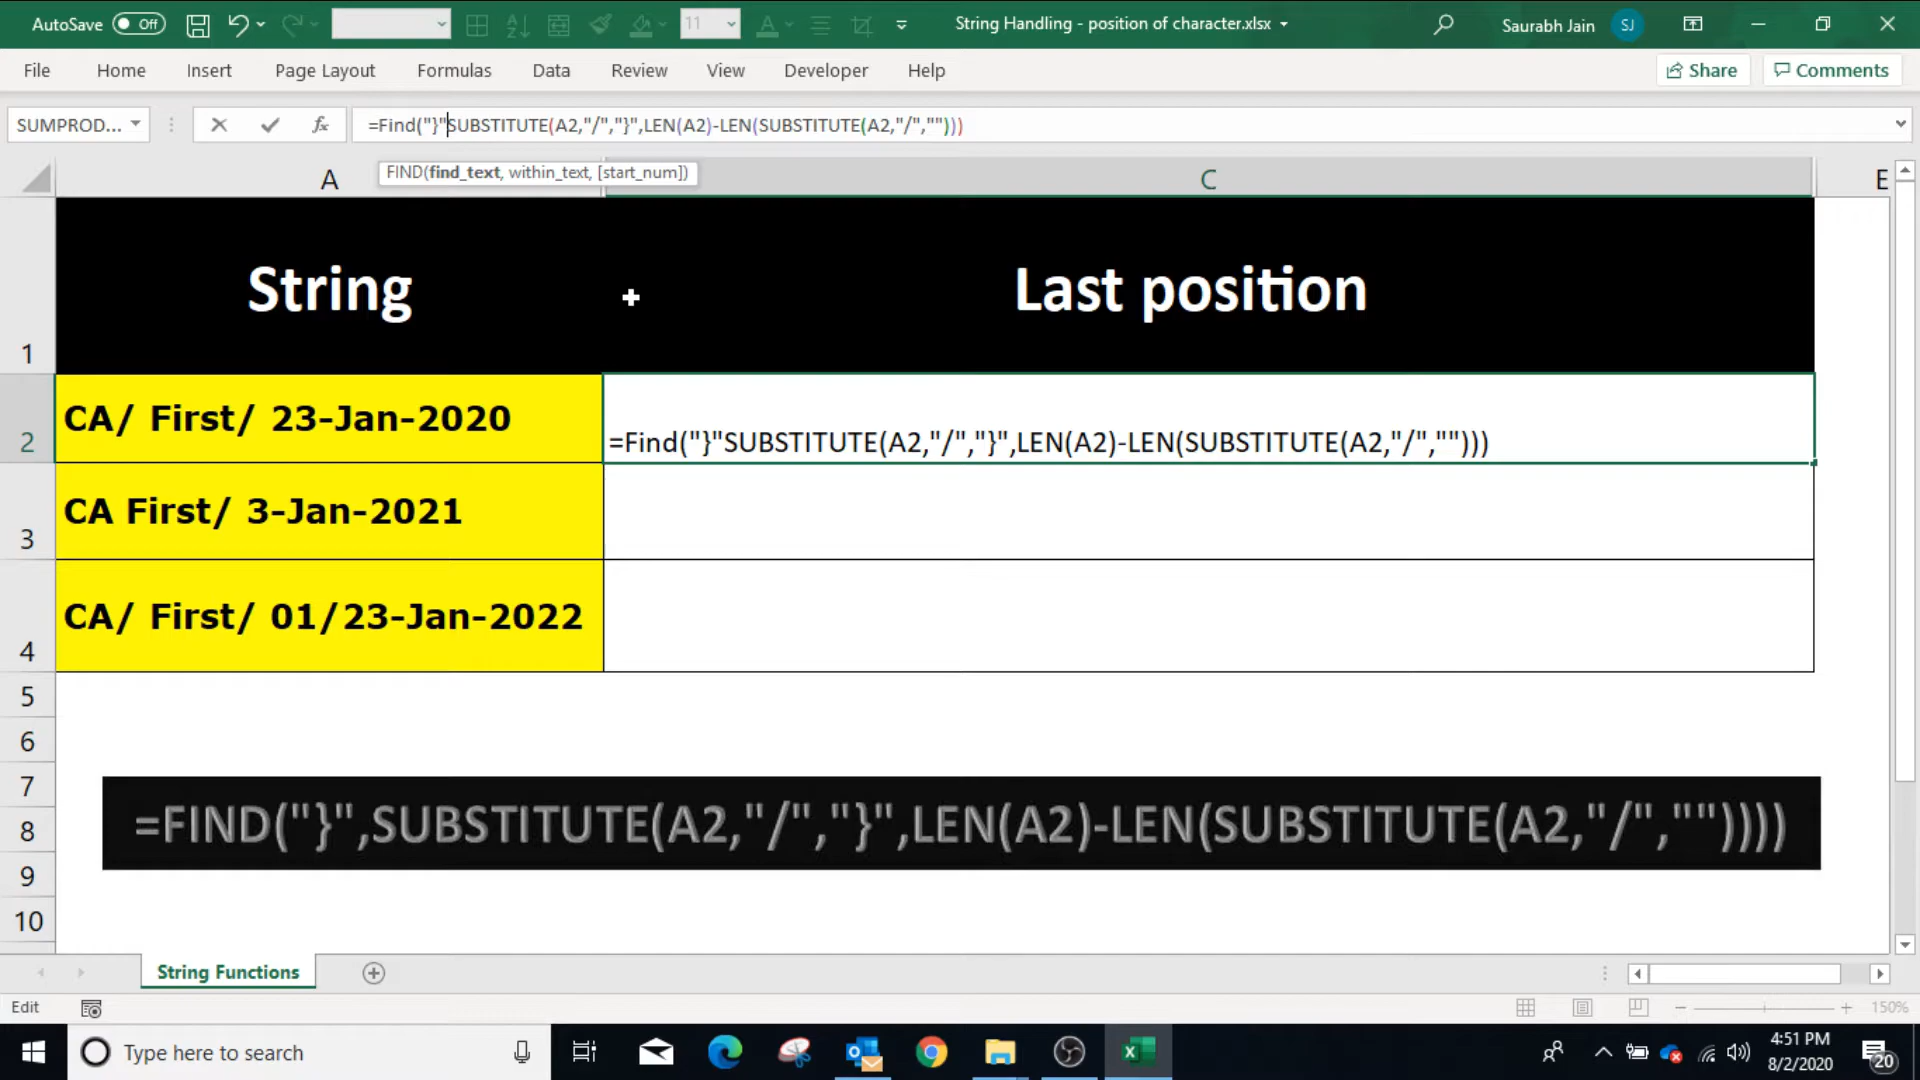 AutoSave Off 11 String Handling - position of character.xlsx Saurabh Jain SJ
File Home Insert Page Layout Formulas Data Review View Developer Help Share Comments
SUMPROD... fx =Find("}"SUBSTITUTE(A2,"/","}",LEN(A2)-LEN(SUBSTITUTE(A2,"/","")))
FIND(find_text, within_text, [start_num])
A C E
1 String Last position
2 CA/ First/ 23-Jan-2020 =Find("}"SUBSTITUTE(A2,"/","}",LEN(A2)-LEN(SUBSTITUTE(A2,"/","")))
3 CA First/ 3-Jan-2021
4 CA/ First/ 01/23-Jan-2022
5
6
7
8 =FIND("}",SUBSTITUTE(A2,"/","}",LEN(A2)-LEN(SUBSTITUTE(A2,"/",""))))
9
10
String Functions
Edit 150%
Type here to search 4:51 PM
8/2/2020 20